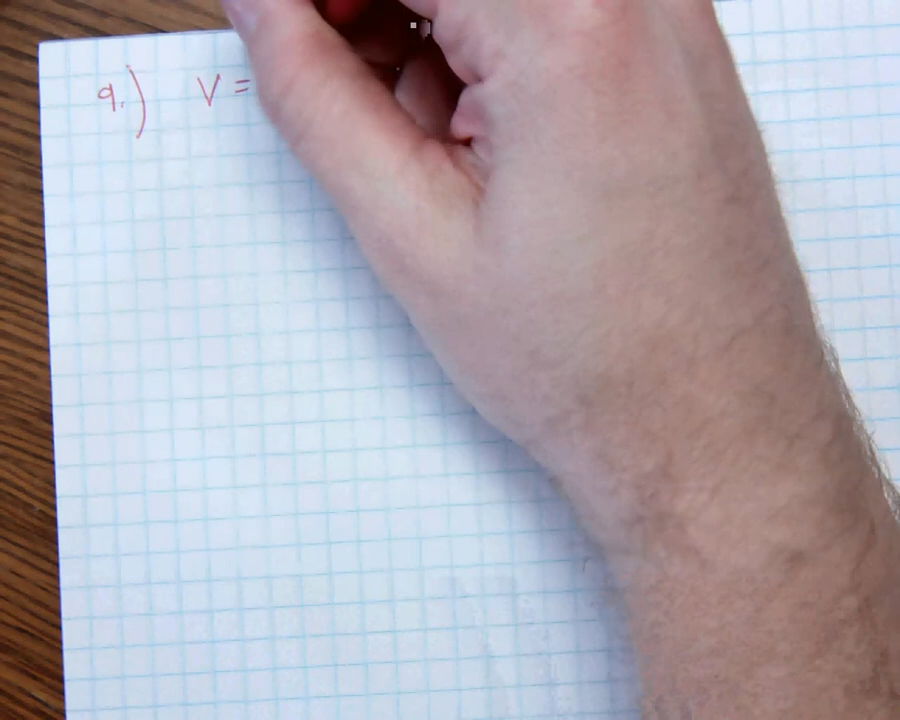 9.) V =